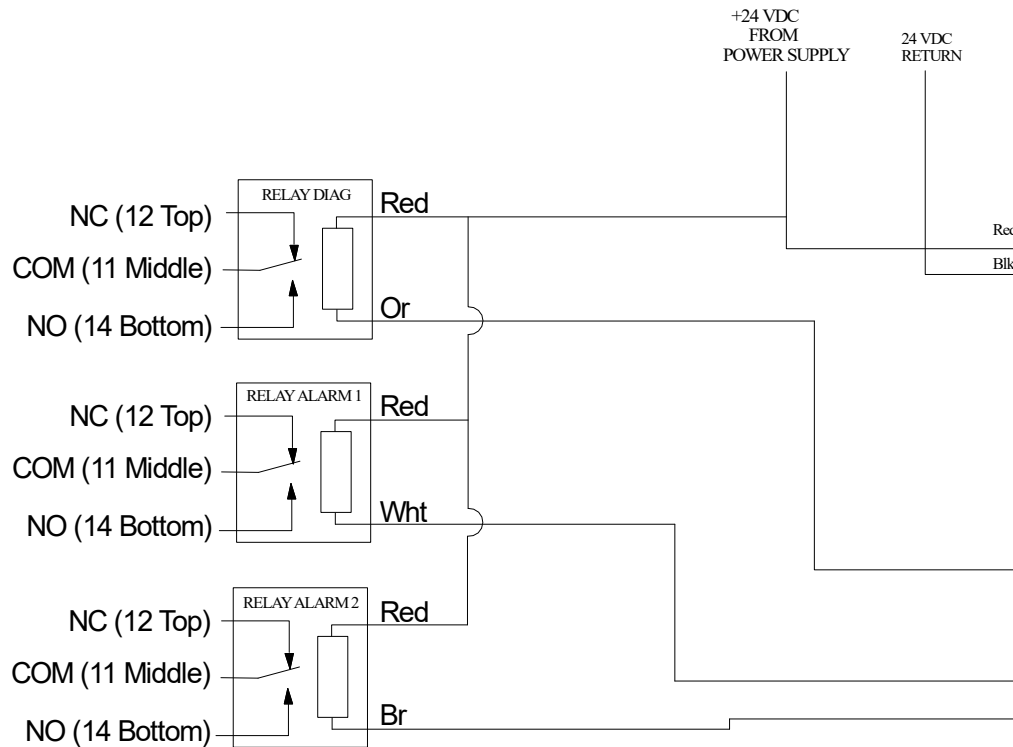 +24 VDC
FROM
POWER SUPPLY
24 VDC
RETURN
RELAY DIAG
Red
NC (12 Top)
COM (11 Middle)
Or
NO (14 Bottom)
Red
Blk
RELAY ALARM 1
Red
NC (12 Top)
COM (11 Middle)
Wht
NO (14 Bottom)
RELAY ALARM 2
Red
NC (12 Top)
COM (11 Middle)
Br
NO (14 Bottom)